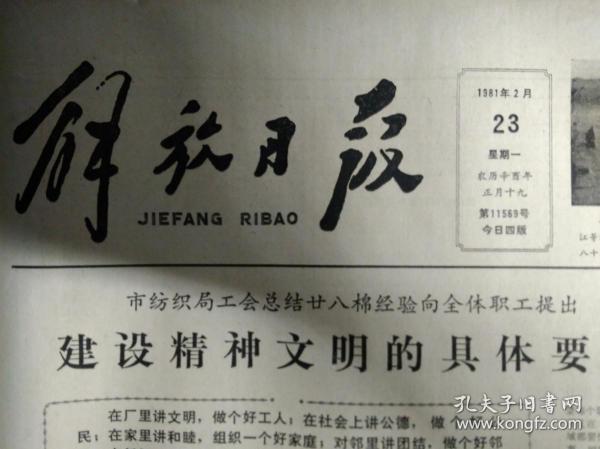 解放日报
JIEFANG RIBAO
1981年2月
23
星期一
农历辛酉年
正月十九
第11569号
今日四版
市纺织局工会总结廿八棉经验向全体职工提出
建设精神文明的具体要
在厂里讲文明，做个好工人；在社会上讲公德，做个好
民；在家里讲和睦，组织一个好家庭；对邻里讲团结，做个好邻
孔夫子旧书网